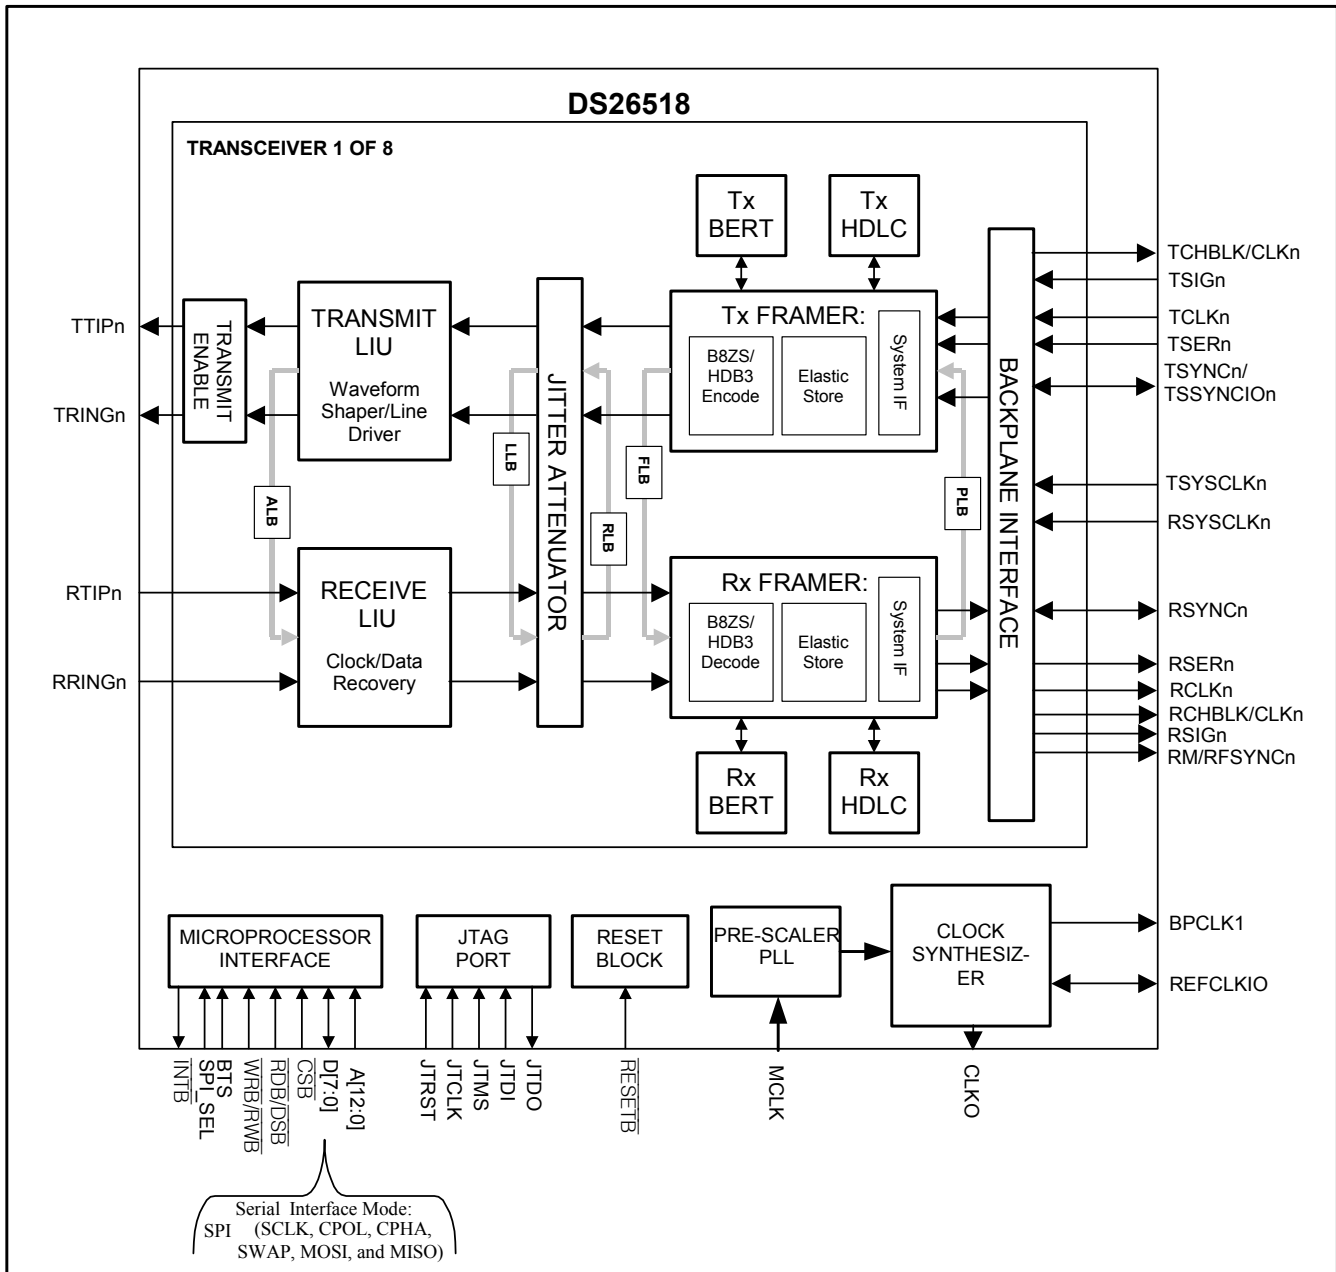 DS26518
TRANSCEIVER 1 OF 8
Tx
BERT
Tx
HDLC
TCHBLK/CLKn
TSIGn
TCLKn
TSERn
TSYNCn/
TSSYNCIOn
TSYSCLKn
RSYSCLKn
RSYNCn
RSERn
RCLKn
RCHBLK/CLKn
RSIGn
RM/RFSYNCn
TTIPn
TRINGn
RTIPn
RRINGn
TRANSMIT
ENABLE
TRANSMIT
LIU
Waveform
Shaper/Line
Driver
ALB
RECEIVE
LIU
Clock/Data
Recovery
LLB
JITTER ATTENUATOR
RLB
FLB
Tx FRAMER:
B8ZS/
HDB3
Encode
Elastic
Store
System IF
PLB
Rx FRAMER:
B8ZS/
HDB3
Decode
Elastic
Store
System IF
BACKPLANE INTERFACE
Rx
BERT
Rx
HDLC
MICROPROCESSOR
INTERFACE
JTAG
PORT
RESET
BLOCK
PRE-SCALER
PLL
CLOCK
SYNTHESIZ-
ER
BPCLK1
REFCLKIO
INTB
SPI_SEL
BTS
WRB/RWB
RDB/DSB
CSB
D[7:0]
A[12:0]
JTRST
JTCLK
JTMS
JTDI
JTDO
RESETB
MCLK
CLKO
Serial Interface Mode:
SPI (SCLK, CPOL, CPHA,
SWAP, MOSI, and MISO)